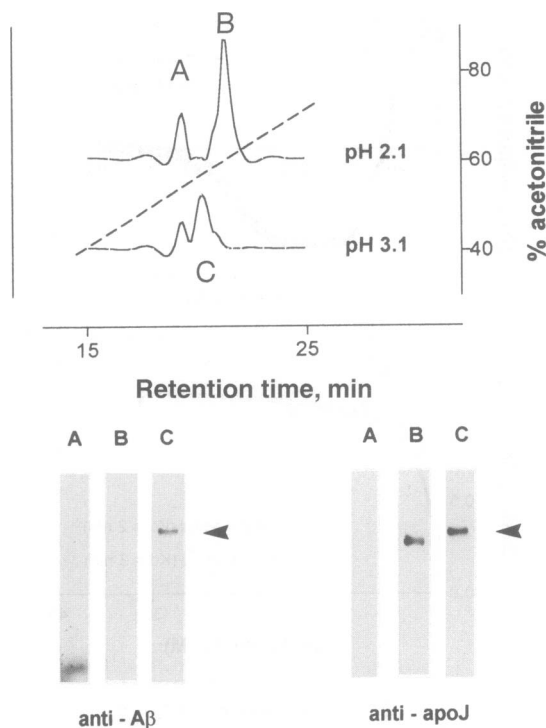 B
A
80
pH 2.1
60
pH 3.1
40
C
% acetonitrile
15 25
Retention time, min
A B C A B C
anti - Aβ anti - apoJ